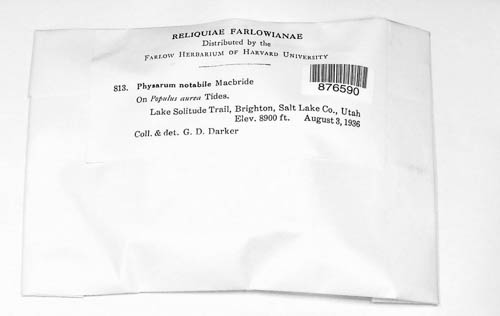 RELIQUIAE FARLOWIANAE
Distributed by the
FARLOW HERBARIUM OF HARVARD UNIVERSITY
876590
813. Physarum notabile Macbride
On Populus aurea Tides.
Lake Solitude Trail, Brighton, Salt Lake Co., Utah
Elev. 8900 ft. August 3, 1936
Coll. & det. G. D. Darker